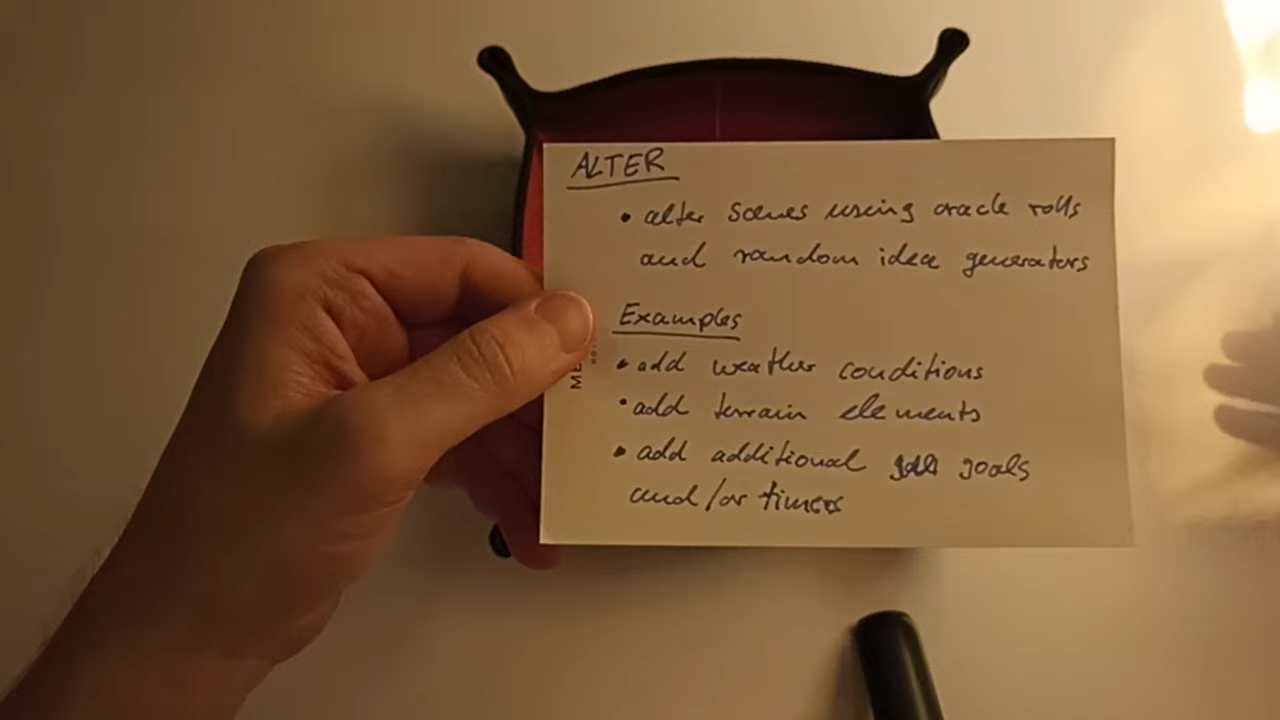 ALTER
• alter scenes using oracle rolls
and random idea generators
Examples
• add weather conditions
• add terrain elements
• add additional goals
and/or timers
ME